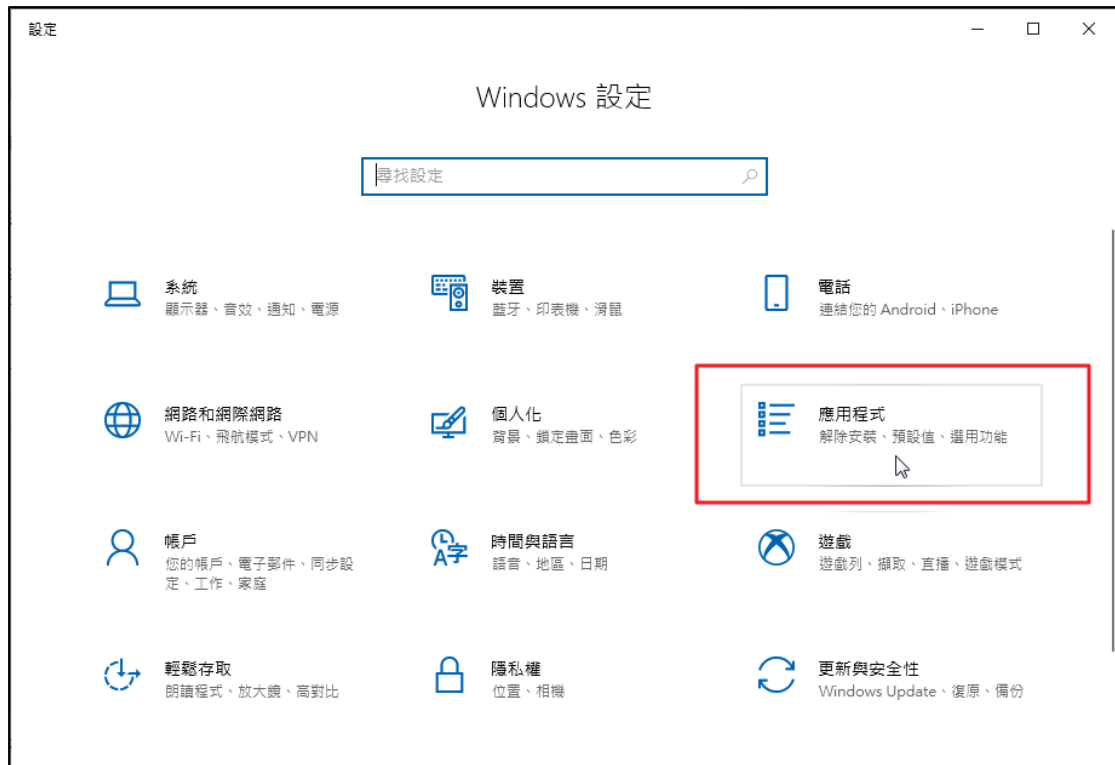 設定
Windows 設定
尋找設定
系統
顯示器、音效、通知、電源
裝置
藍牙、印表機、滑鼠
電話
連結您的 Android、iPhone
網路和網際網路
Wi-Fi、飛航模式、VPN
個人化
背景、鎖定畫面、色彩
應用程式
解除安裝、預設值、選用功能
帳戶
您的帳戶、電子郵件、同步設
定、工作、家庭
時間與語言
語音、地區、日期
遊戲
遊戲列、擷取、直播、遊戲模式
輕鬆存取
朗讀程式、放大鏡、高對比
隱私權
位置、相機
更新與安全性
Windows Update、復原、備份